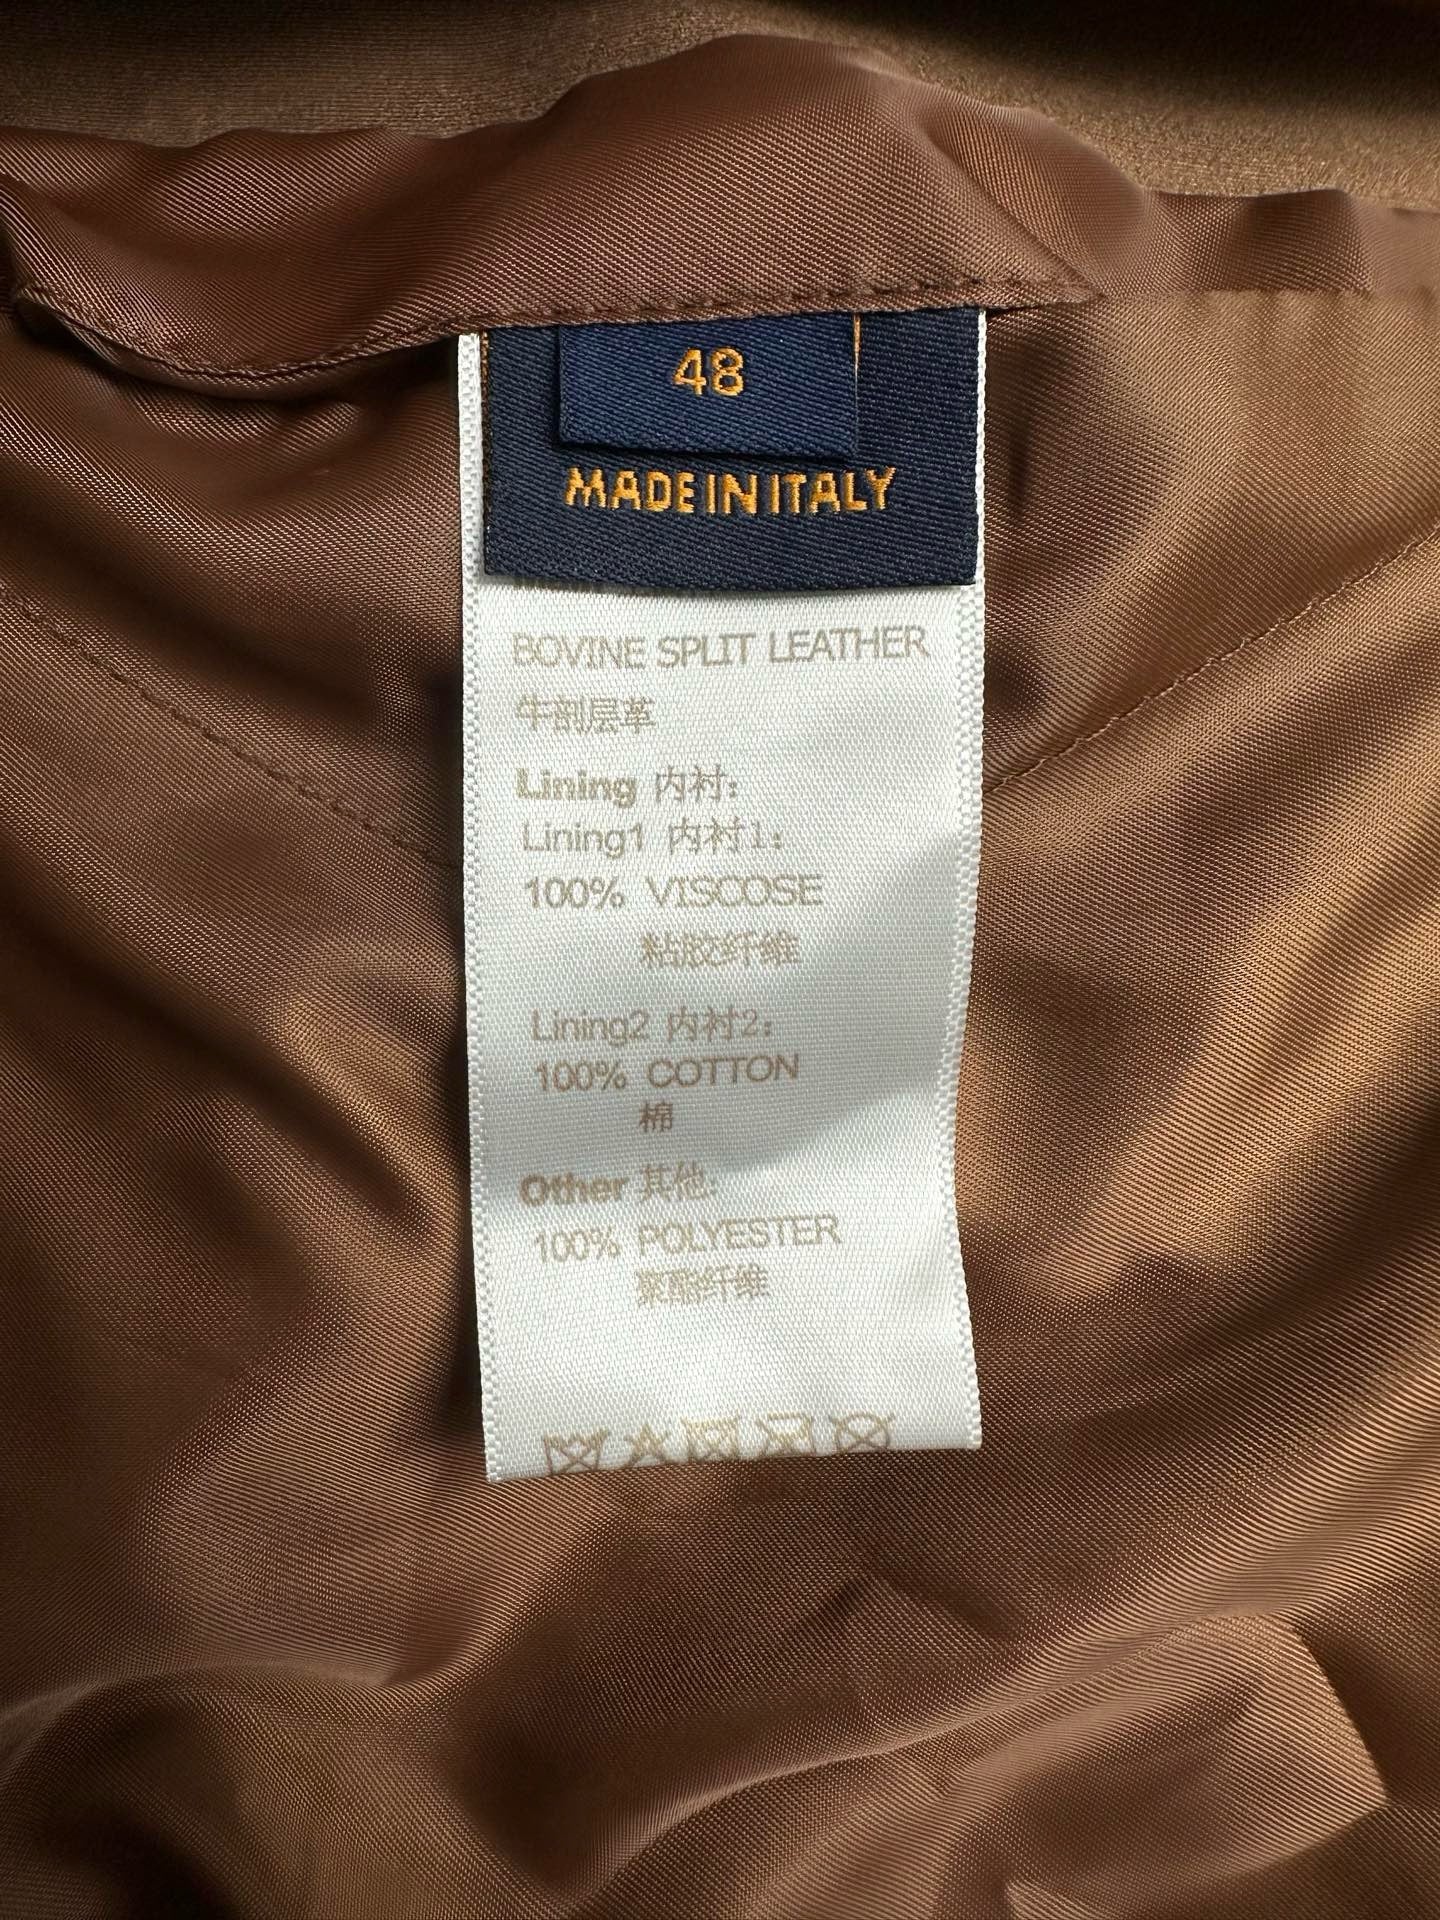 48
MADE IN ITALY
BOVINE SPLIT LEATHER
牛剖层革
Lining 内衬:
Lining1 内衬1:
100% VISCOSE
粘胶纤维
Lining2 内衬2:
100% COTTON
棉
Other 其他:
100% POLYESTER
聚酯纤维